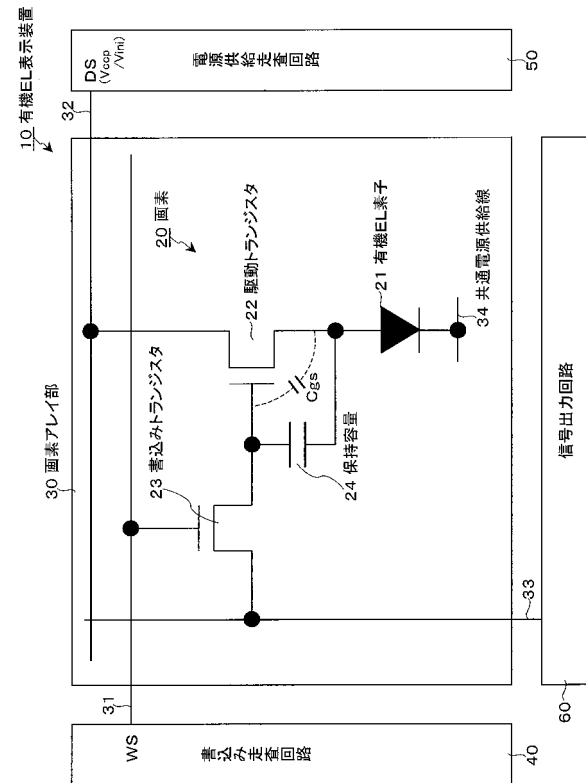 10 有機EL表示装置
30 画素アレイ部
32
DS
(Vccp
/Vini)
電源供給走査回路
50
20 画素
23 書込みトランジスタ
22 駆動トランジスタ
Cgs
24 保持容量
21 有機EL素子
34 共通電源供給線
31
WS
書込み走査回路
40
33
信号出力回路
60